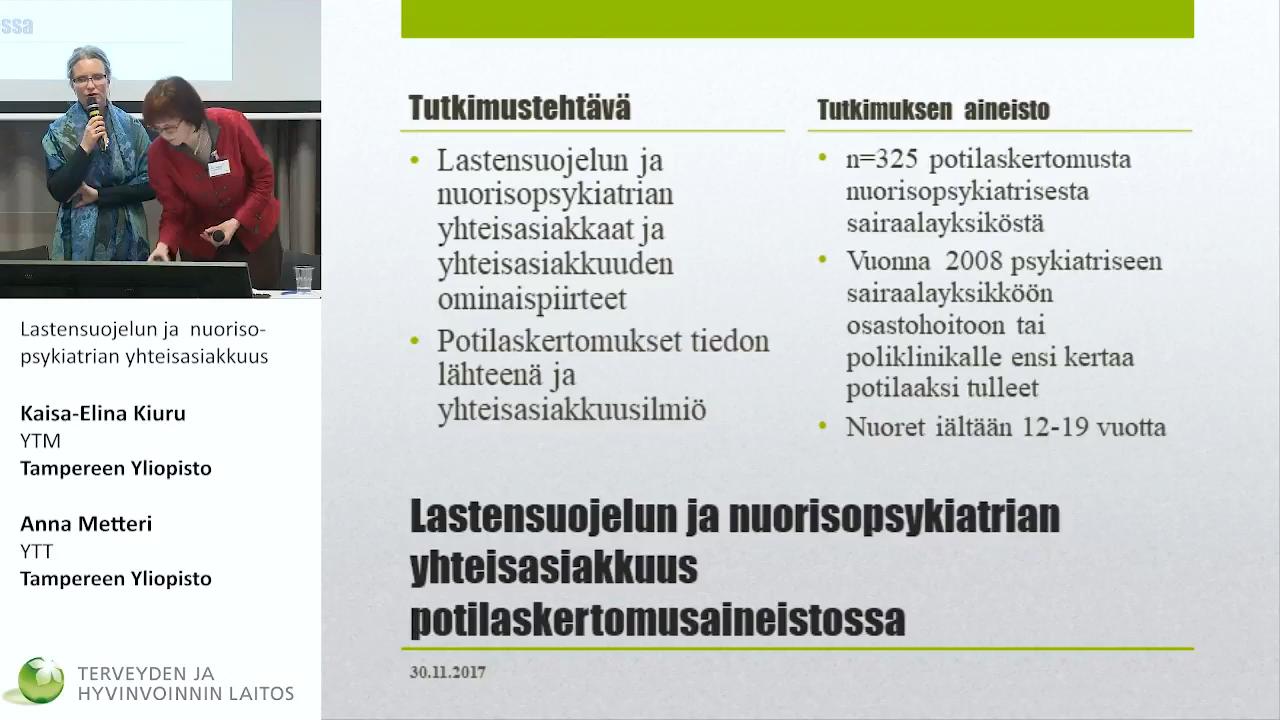 ssa
Lastensuojelun ja nuoriso-
psykiatrian yhteisasiakkuus
Kaisa-Elina Kiuru
YTM
Tampereen Yliopisto
Anna Metteri
YTT
Tampereen Yliopisto
TERVEYDEN JA
HYVINVOINNIN LAITOS
Tutkimustehtävä
• Lastensuojelun ja
nuorisopsykiatrian
yhteisasiakkaat ja
yhteisasiakkuuden
ominaispiirteet
• Potilaskertomukset tiedon
lähteenä ja
yhteisasiakkuusilmiö
Tutkimuksen aineisto
• n=325 potilaskertomusta
nuorisopsykiatrisesta
sairaalayksiköstä
• Vuonna 2008 psykiatriseen
sairaalayksikköön
osastohoitoon tai
poliklinikalle ensi kertaa
potilaaksi tulleet
• Nuoret iältään 12-19 vuotta
Lastensuojelun ja nuorisopsykiatrian
yhteisasiakkuus
potilaskertomusaineistossa
30.11.2017